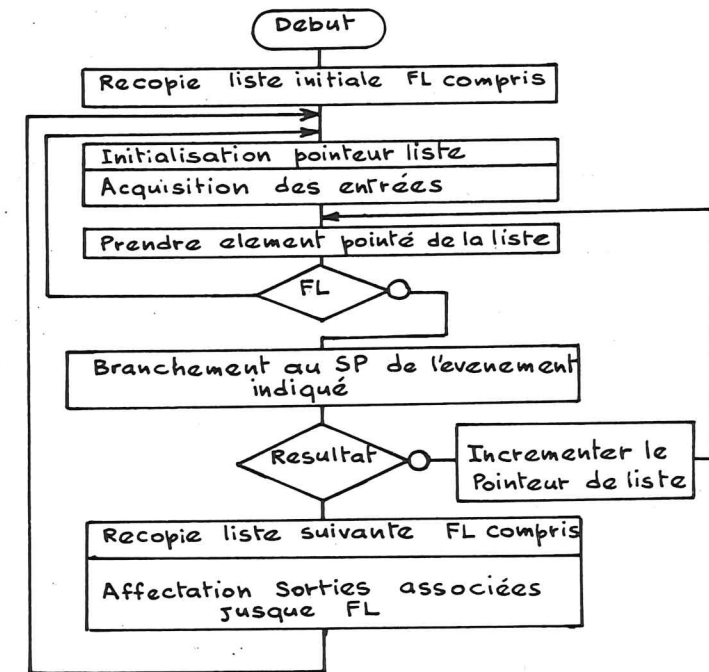 Debut
Recopie liste initiale FL compris
Initialisation pointeur liste
Acquisition des entrées
Prendre element pointé de la liste
FL
Branchement au SP de l'evenement
indiqué
Resultat
Incrementer le
Pointeur de liste
Recopie liste suivante FL compris
Affectation Sorties associées
jusque FL